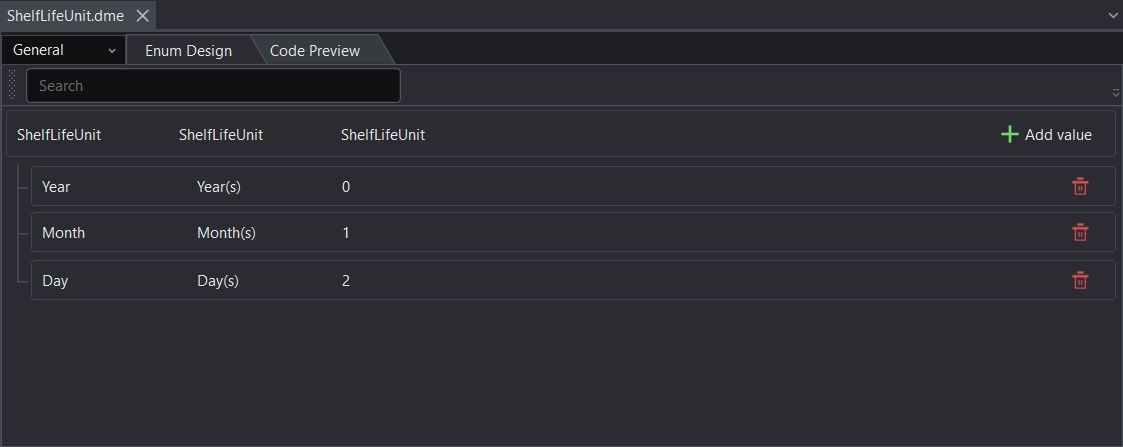 ShelfLifeUnit.dme
General Enum Design Code Preview
Search
ShelfLifeUnit ShelfLifeUnit ShelfLifeUnit Add value
Year Year(s) 0
Month Month(s) 1
Day Day(s) 2